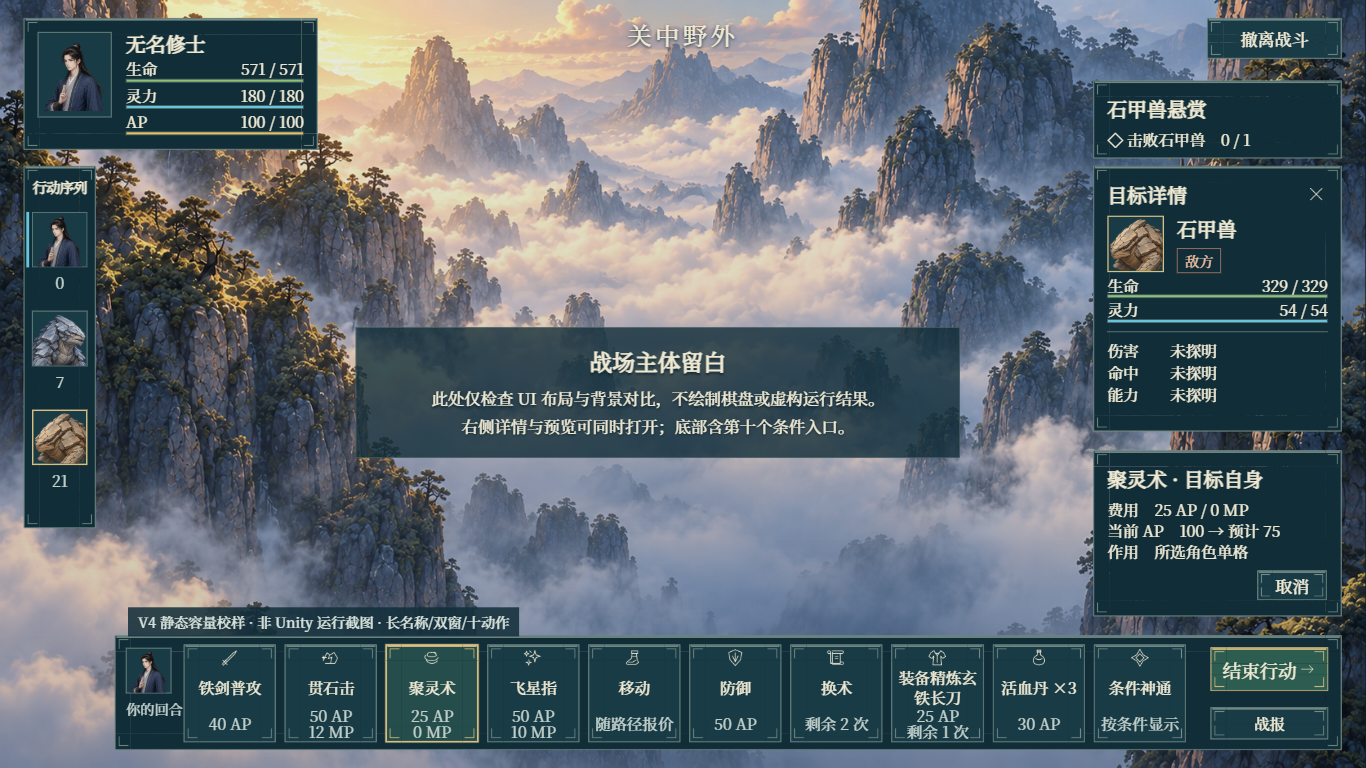 关中野外
无名修士
生命 571 / 571
灵力 180 / 180
AP 100 / 100
行动序列
0
7
21
撤离战斗
石甲兽悬赏
◇ 击败石甲兽 0 / 1
目标详情
石甲兽
敌方
生命 329 / 329
灵力 54 / 54
伤害 未探明
命中 未探明
能力 未探明
战场主体留白
此处仅检查 UI 布局与背景对比，不绘制棋盘或虚构运行结果。
右侧详情与预览可同时打开；底部含第十个条件入口。
聚灵术 · 目标自身
费用 25 AP / 0 MP
当前 AP 100 → 预计 75
作用 所选角色单格
取消
V4 静态容量校样 · 非 Unity 运行截图 · 长名称/双窗/十动作
你的回合
铁剑普攻
40 AP
贯石击
50 AP
12 MP
聚灵术
25 AP
0 MP
飞星指
50 AP
10 MP
移动
随路径报价
防御
50 AP
换术
剩余 2 次
装备精炼玄
铁长刀
25 AP
剩余 1 次
活血丹 ×3
30 AP
条件神通
按条件显示
结束行动→
战报